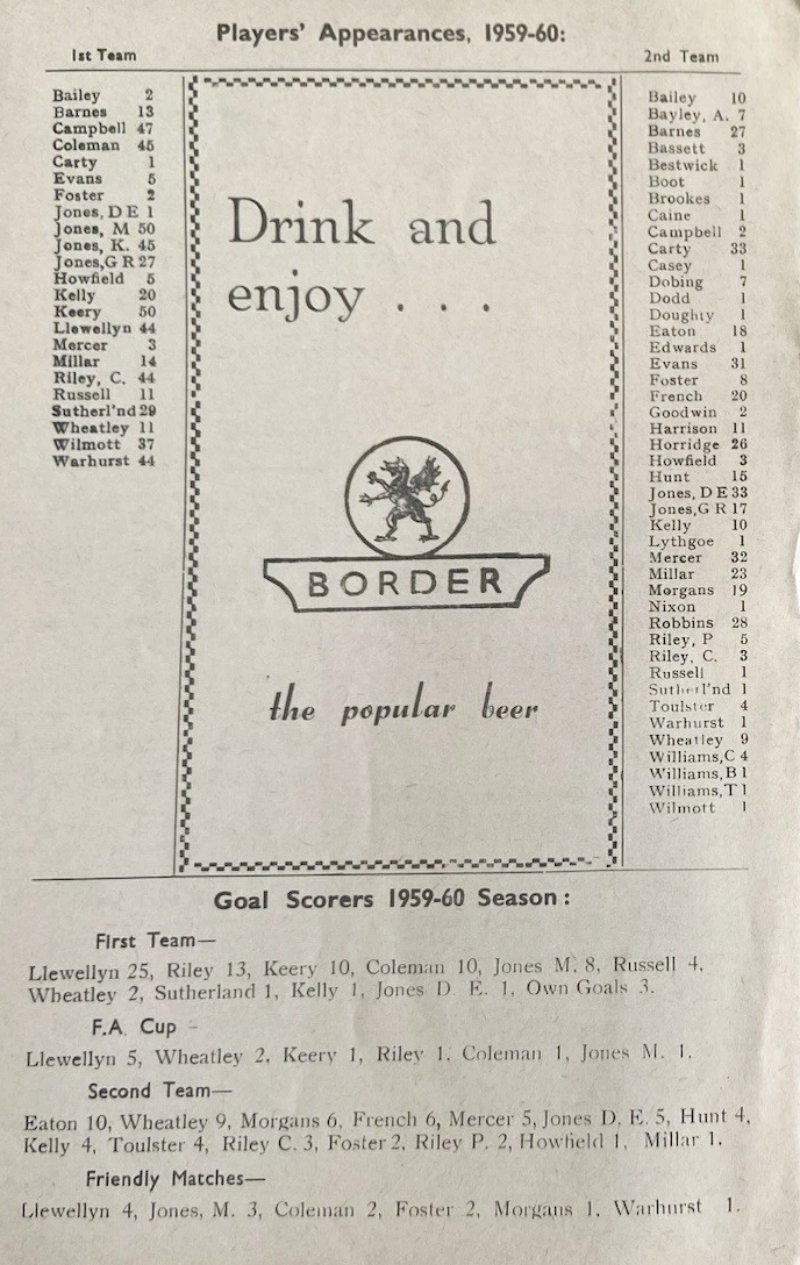 Players' Appearances, 1959-60:
1st Team
Bailey 2
Barnes 13
Campbell 47
Coleman 45
Carty 1
Evans 5
Foster 2
Jones, D E 1
Jones, M 50
Jones, K. 45
Jones,G R 27
Howfield 5
Kelly 20
Keery 50
Llewellyn 44
Mercer 3
Millar 14
Riley, C. 44
Russell 11
Sutherl'nd 29
Wheatley 11
Wilmott 37
Warhurst 44
Drink and
enjoy . . .
BORDER
the popular beer
2nd Team
Bailey 10
Bayley, A. 7
Barnes 27
Bassett 3
Bestwick 1
Boot 1
Brookes 1
Caine 1
Campbell 2
Carty 33
Casey 1
Dobing 7
Dodd 1
Doughty 1
Eaton 18
Edwards 1
Evans 31
Foster 8
French 20
Goodwin 2
Harrison 11
Horridge 26
Howfield 3
Hunt 15
Jones, D E 33
Jones,G R 17
Kelly 10
Lythgoe 1
Mercer 32
Millar 23
Morgans 19
Nixon 1
Robbins 28
Riley, P 5
Riley, C. 3
Russell 1
Sutherl'nd 1
Toulster 4
Warhurst 1
Wheatley 9
Williams,C 4
Williams,B 1
Williams,T 1
Wilmott 1
Goal Scorers 1959-60 Season:
First Team—
Llewellyn 25, Riley 13, Keery 10, Coleman 10, Jones M. 8, Russell 4,
Wheatley 2, Sutherland 1, Kelly 1, Jones D. E. 1, Own Goals 3.
F.A. Cup -
Llewellyn 5, Wheatley 2, Keery 1, Riley 1, Coleman 1, Jones M. 1.
Second Team—
Eaton 10, Wheatley 9, Morgans 6, French 6, Mercer 5, Jones D. E. 5, Hunt 4,
Kelly 4, Toulster 4, Riley C. 3, Foster 2, Riley P. 2, Howfield 1, Millar 1.
Friendly Matches—
Llewellyn 4, Jones, M. 3, Coleman 2, Foster 2, Morgans 1, Warhurst 1.